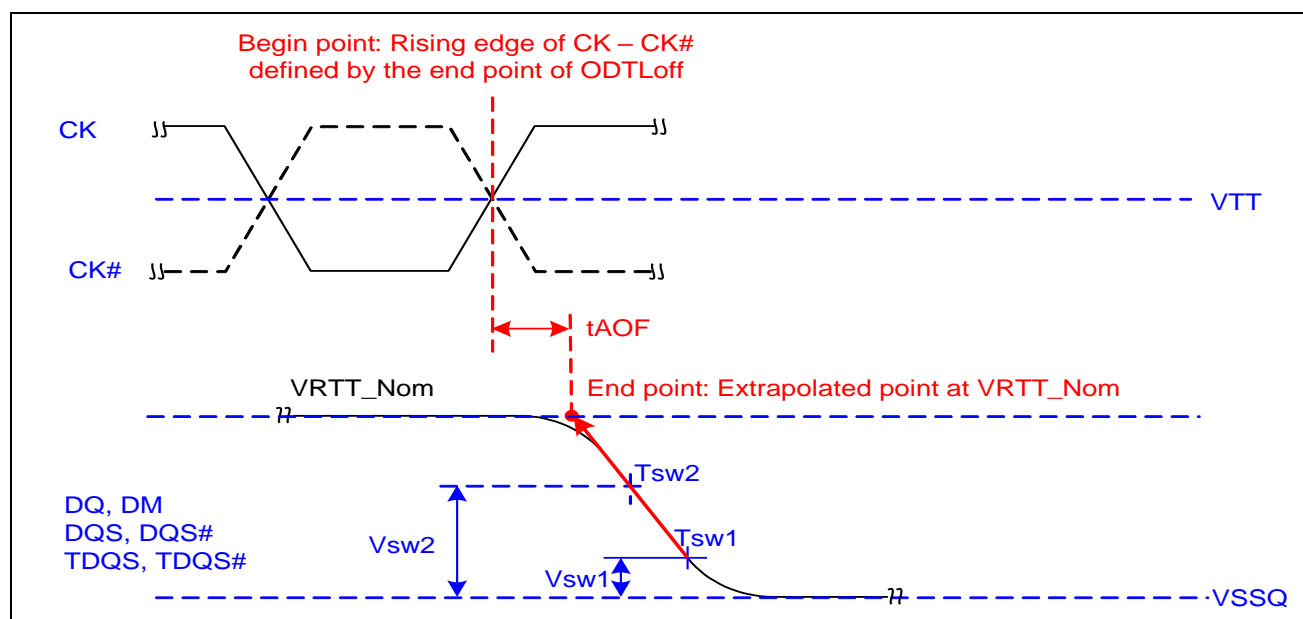 Begin point: Rising edge of CK – CK#
defined by the end point of ODTLoff
CK
VTT
CK#
tAOF
VRTT_Nom
End point: Extrapolated point at VRTT_Nom
Tsw2
DQ, DM
DQS, DQS#
TDQS, TDQS#
Vsw2
Tsw1
Vsw1
VSSQ